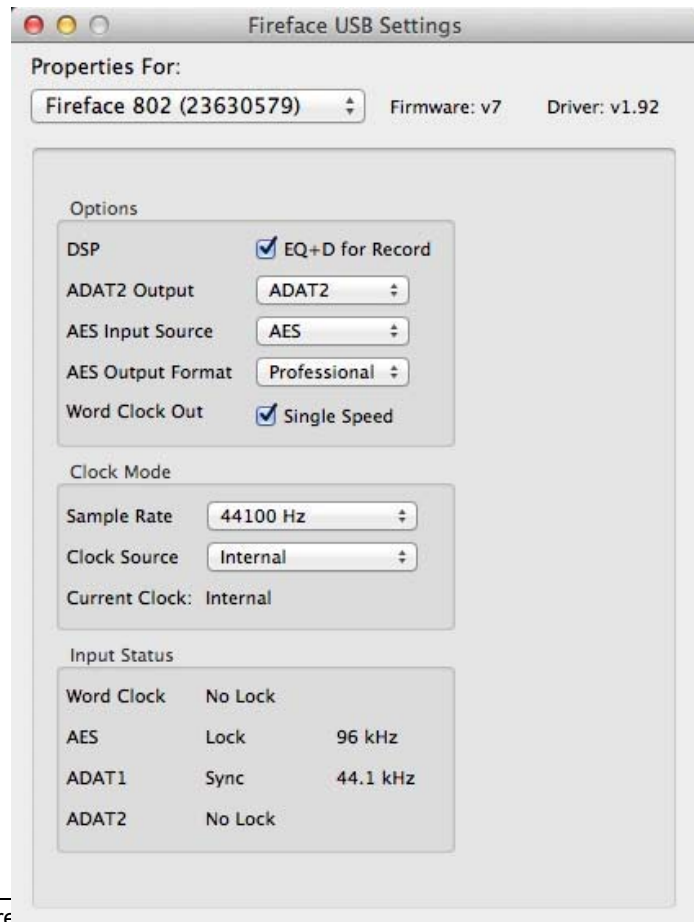 Fireface USB Settings
Properties For:
Fireface 802 (23630579) Firmware: v7 Driver: v1.92
Options
DSP EQ+D for Record
ADAT2 Output ADAT2
AES Input Source AES
AES Output Format Professional
Word Clock Out Single Speed
Clock Mode
Sample Rate 44100 Hz
Clock Source Internal
Current Clock: Internal
Input Status
Word Clock No Lock
AES Lock 96 kHz
ADAT1 Sync 44.1 kHz
ADAT2 No Lock